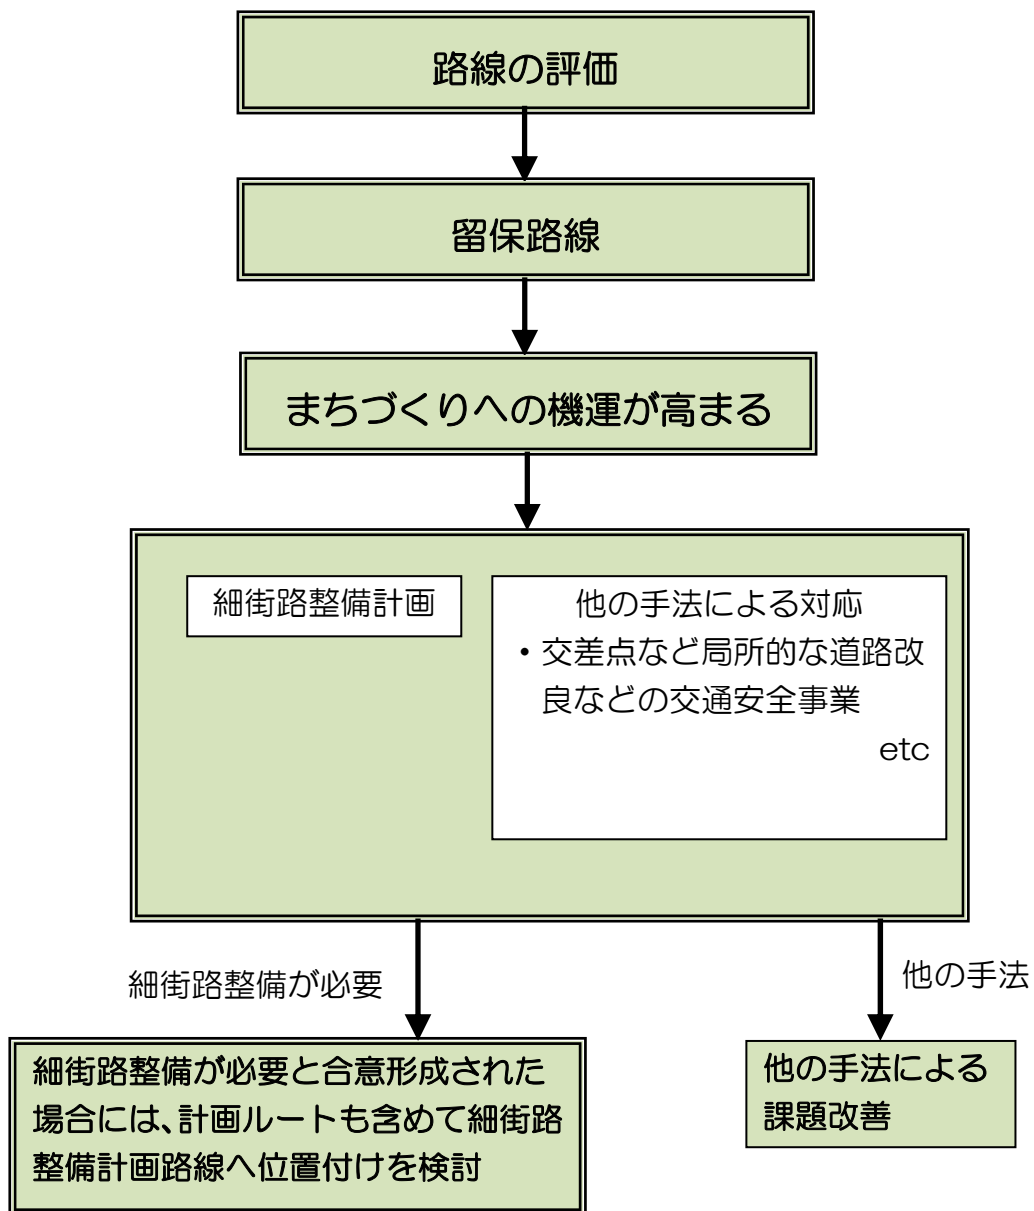 路線の評価
留保路線
まちづくりへの機運が高まる
細街路整備計画
他の手法による対応
・交差点など局所的な道路改
良などの交通安全事業
etc
細街路整備が必要
他の手法
細街路整備が必要と合意形成された
場合には、計画ルートも含めて細街路
整備計画路線へ位置付けを検討
他の手法による
課題改善